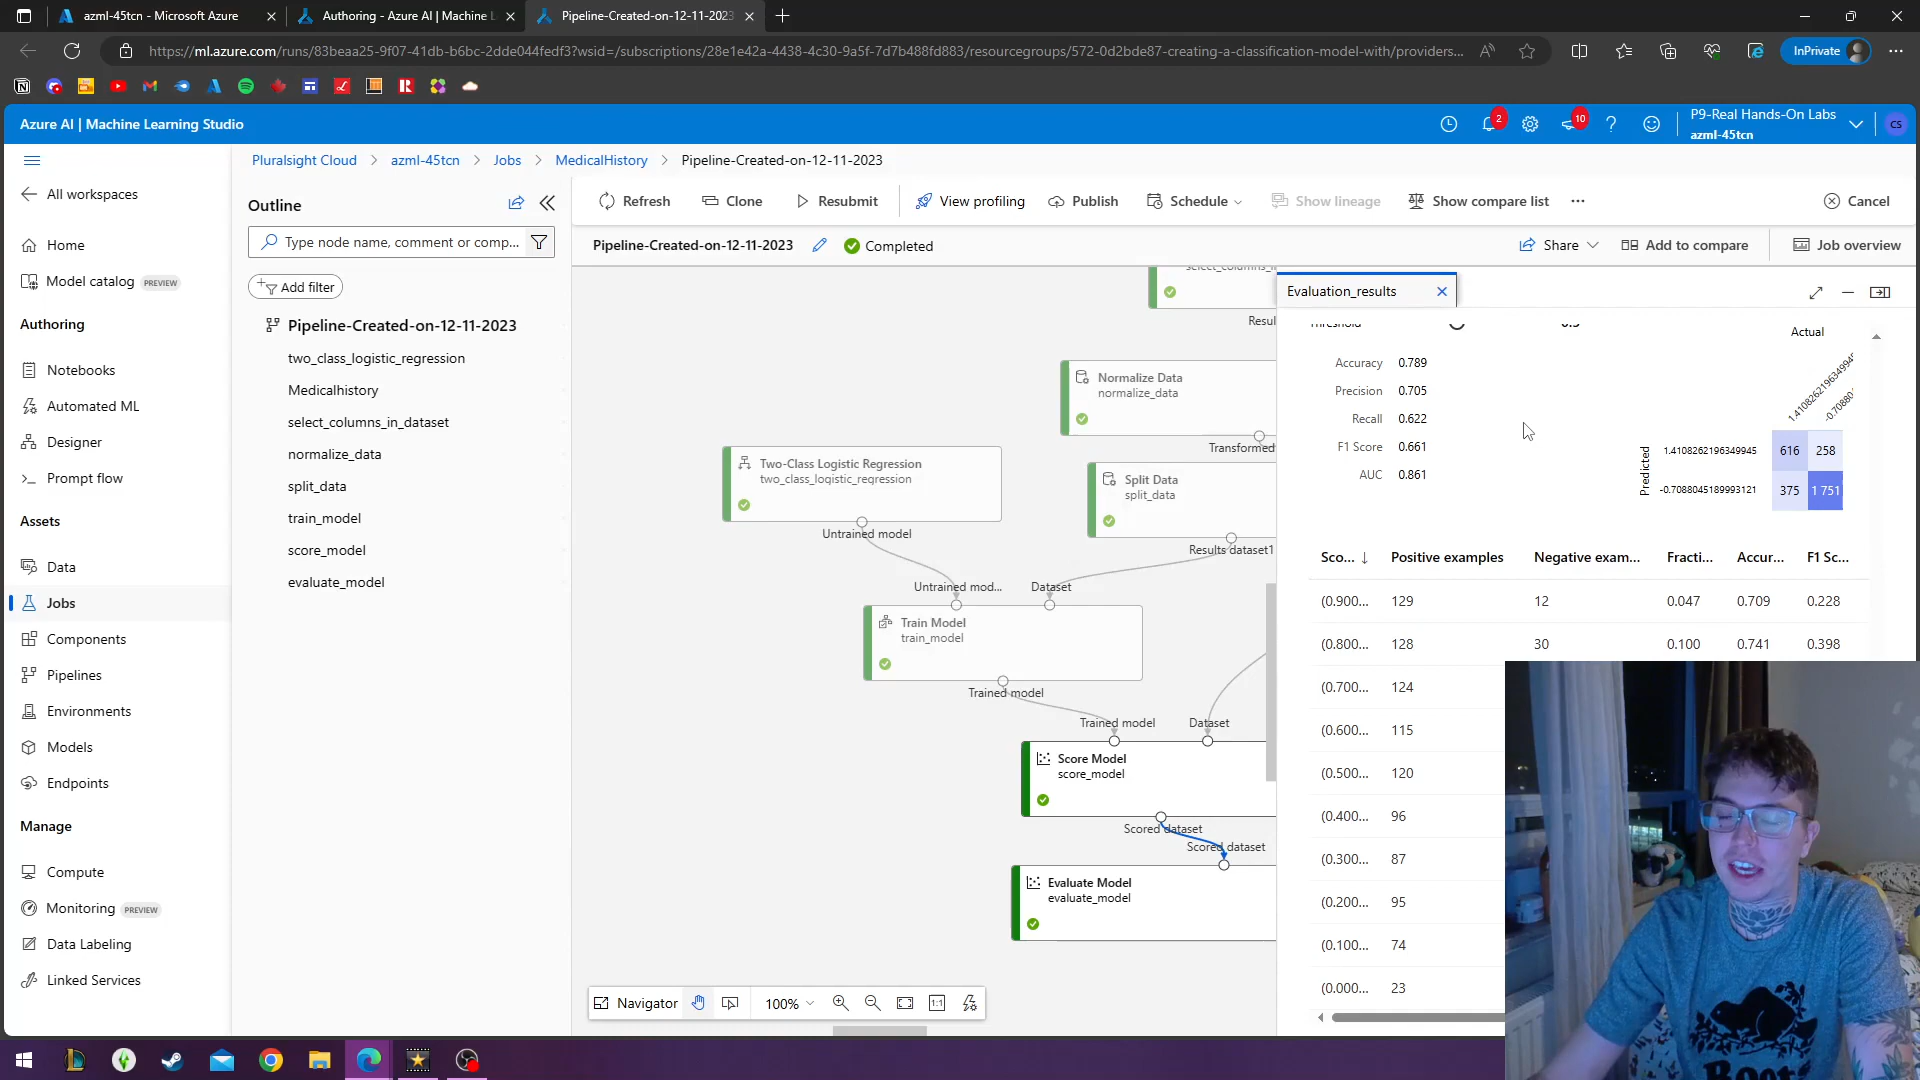 azml-45tcn - Microsoft Azure
Authoring - Azure AI | Machine L
Pipeline-Created-on-12-11-2023
https://ml.azure.com/runs/83beaa25-9f07-41db-b6bc-2dde044fedf3?wsid=/subscriptions/28e1e42a-4438-4c30-9a5f-7d7b488fd883/resourcegroups/572-0d2bde87-creating-a-classification-model-with/providers...
InPrivate
Azure AI | Machine Learning Studio
2
10
?
P9-Real Hands-On Labs
azml-45tcn
CS
Pluralsight Cloud > azml-45tcn > Jobs > MedicalHistory > Pipeline-Created-on-12-11-2023
All workspaces
Home
Model catalog PREVIEW
Authoring
Notebooks
Automated ML
Designer
Prompt flow
Assets
Data
Jobs
Components
Pipelines
Environments
Models
Endpoints
Manage
Compute
Monitoring PREVIEW
Data Labeling
Linked Services
Outline
Type node name, comment or comp...
Add filter
Pipeline-Created-on-12-11-2023
two_class_logistic_regression
Medicalhistory
select_columns_in_dataset
normalize_data
split_data
train_model
score_model
evaluate_model
Refresh
Clone
Resubmit
View profiling
Publish
Schedule
Show lineage
Show compare list
Cancel
Pipeline-Created-on-12-11-2023
Completed
Share
Add to compare
Job overview
Resul
Normalize Data
normalize_data
Transformed
Two-Class Logistic Regression
two_class_logistic_regression
Untrained model
Split Data
split_data
Results dataset1
Untrained mod...
Dataset
Train Model
train_model
Trained model
Trained model
Dataset
Score Model
score_model
Scored dataset
Scored dataset
Evaluate Model
evaluate_model
Navigator
100%
1:1
Evaluation_results
Threshold
0.5
Accuracy 0.789
Precision 0.705
Recall 0.622
F1 Score 0.661
AUC 0.861
Actual
Predicted
1.4108262196349945 616 258
-0.7088045189993121 375 1 751
Sco... Positive examples Negative exam... Fracti... Accur... F1 Sc...
(0.900... 129 12 0.047 0.709 0.228
(0.800... 128 30 0.100 0.741 0.398
(0.700... 124
(0.600... 115
(0.500... 120
(0.400... 96
(0.300... 87
(0.200... 95
(0.100... 74
(0.000... 23